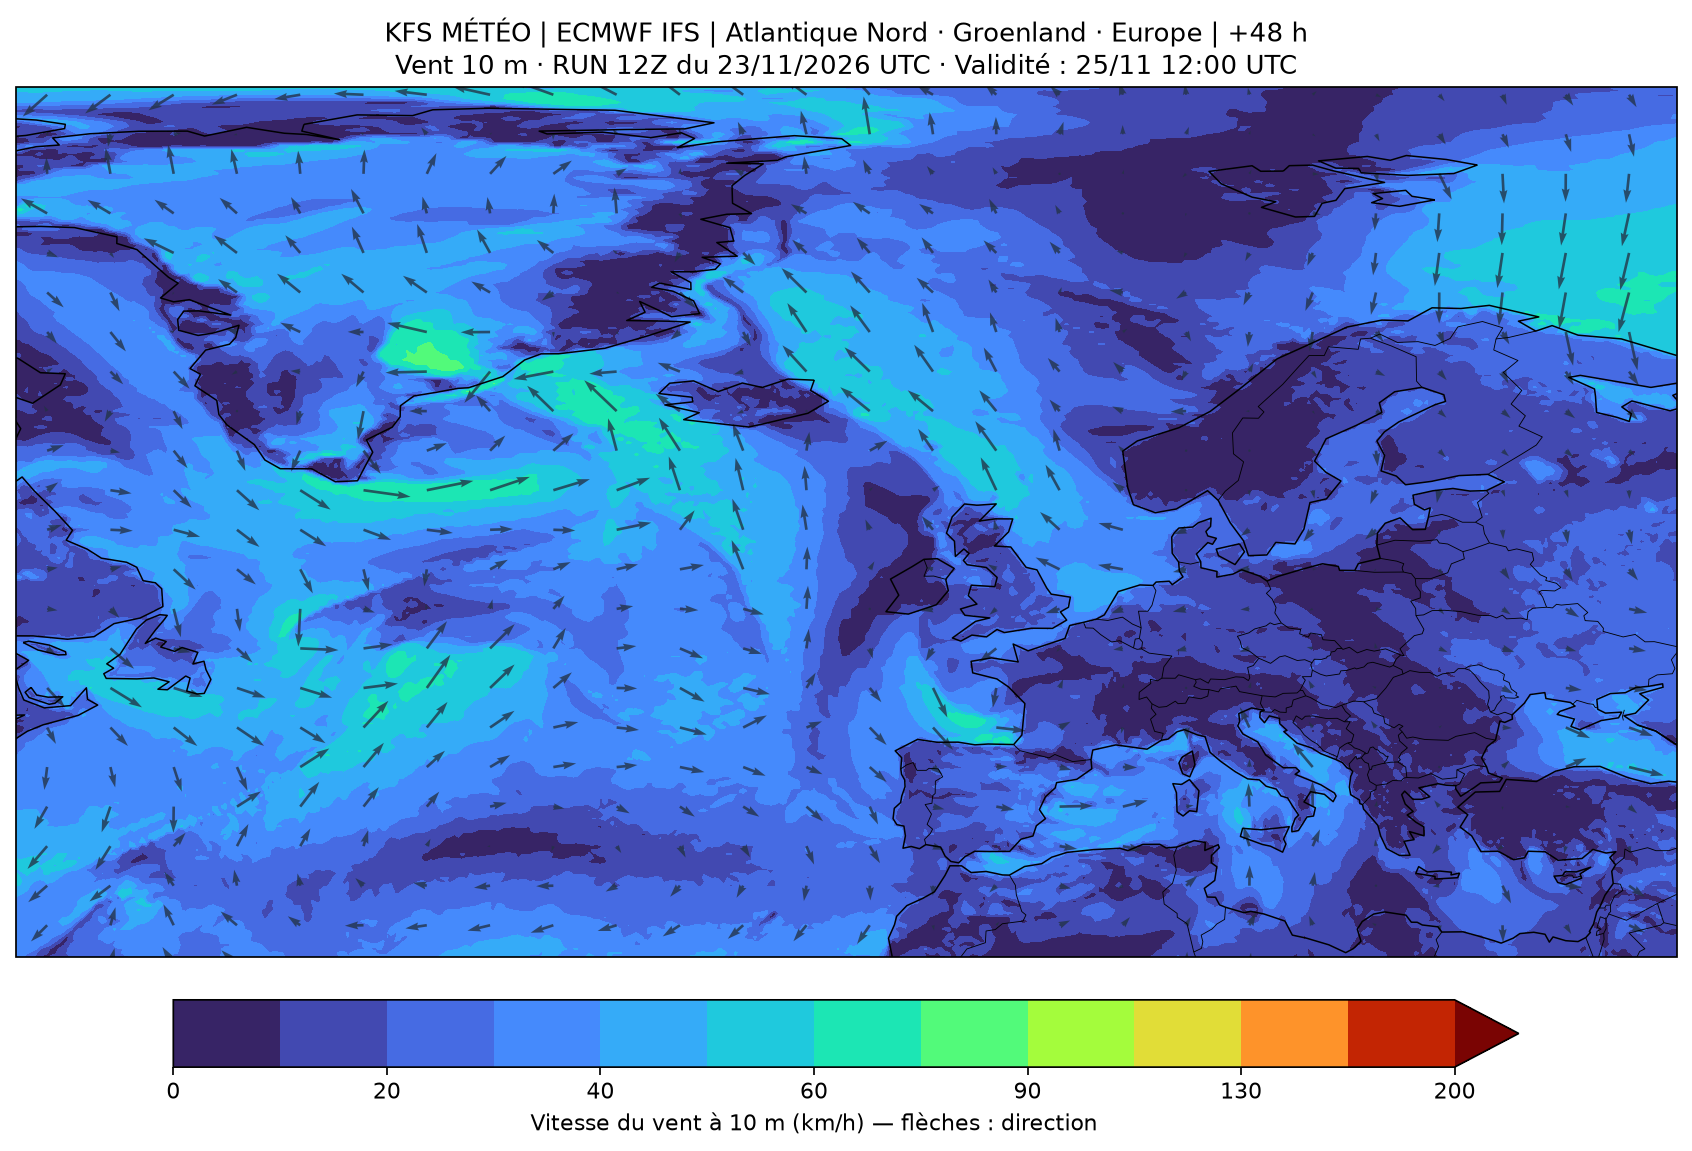 KFS MÉTÉO | ECMWF IFS | Atlantique Nord · Groenland · Europe | +48 h
Vent 10 m · RUN 12Z du 23/11/2026 UTC · Validité : 25/11 12:00 UTC
0 20 40 60 90 130 200
Vitesse du vent à 10 m (km/h) — flèches : direction